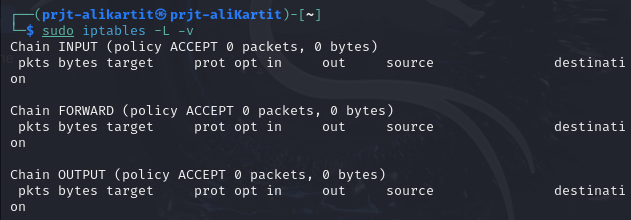 ┌──(prjt-alikartit㉿prjt-aliKartit)-[~]
└─$ sudo iptables -L -v
Chain INPUT (policy ACCEPT 0 packets, 0 bytes)
 pkts bytes target     prot opt in     out     source               destinati
on

Chain FORWARD (policy ACCEPT 0 packets, 0 bytes)
 pkts bytes target     prot opt in     out     source               destinati
on

Chain OUTPUT (policy ACCEPT 0 packets, 0 bytes)
 pkts bytes target     prot opt in     out     source               destinati
on